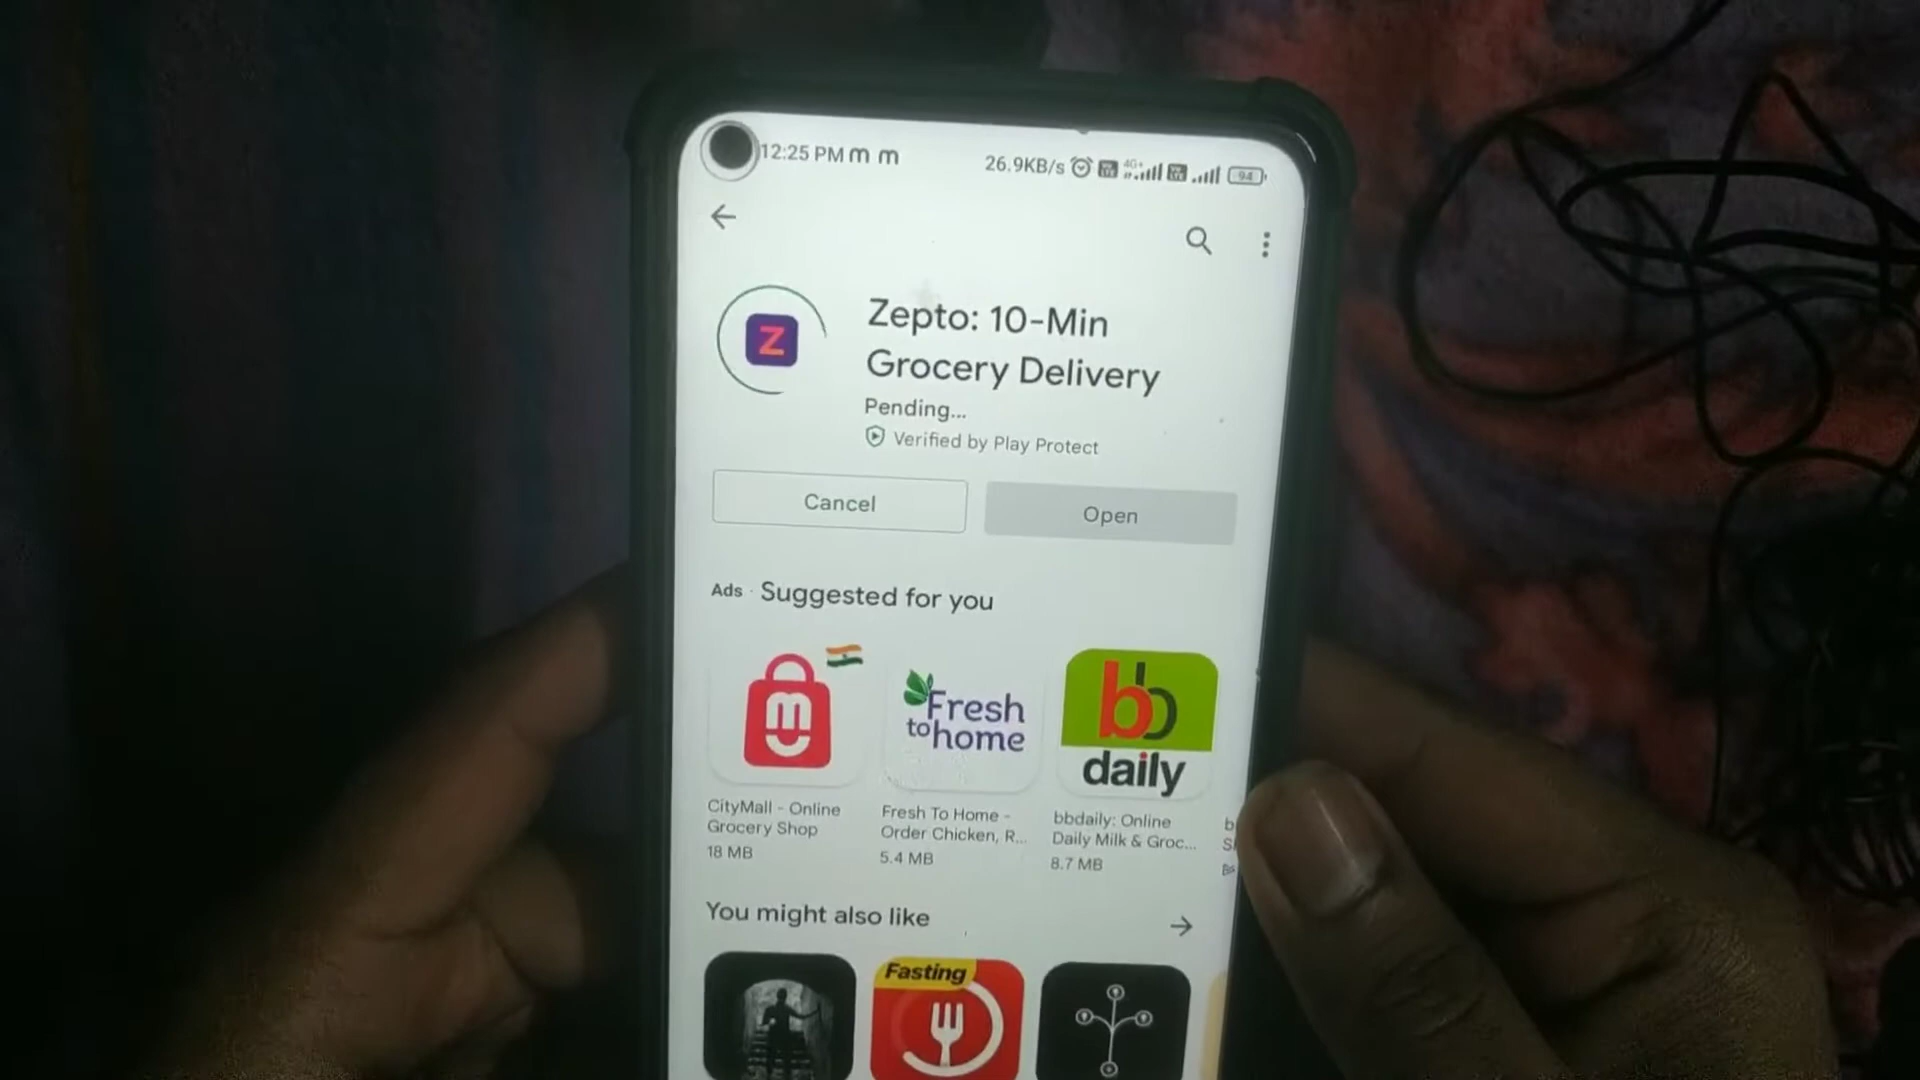 12:25 PM m m
26.9KB/s 4G+ 94
Z
Zepto: 10-Min
Grocery Delivery
Pending...
Verified by Play Protect
Cancel
Open
Ads · Suggested for you
Fresh
to home
bb
daily
CityMall - Online
Grocery Shop
18 MB
Fresh To Home -
Order Chicken, R...
5.4 MB
bbdaily: Online
Daily Milk & Groc...
8.7 MB
You might also like
Fasting